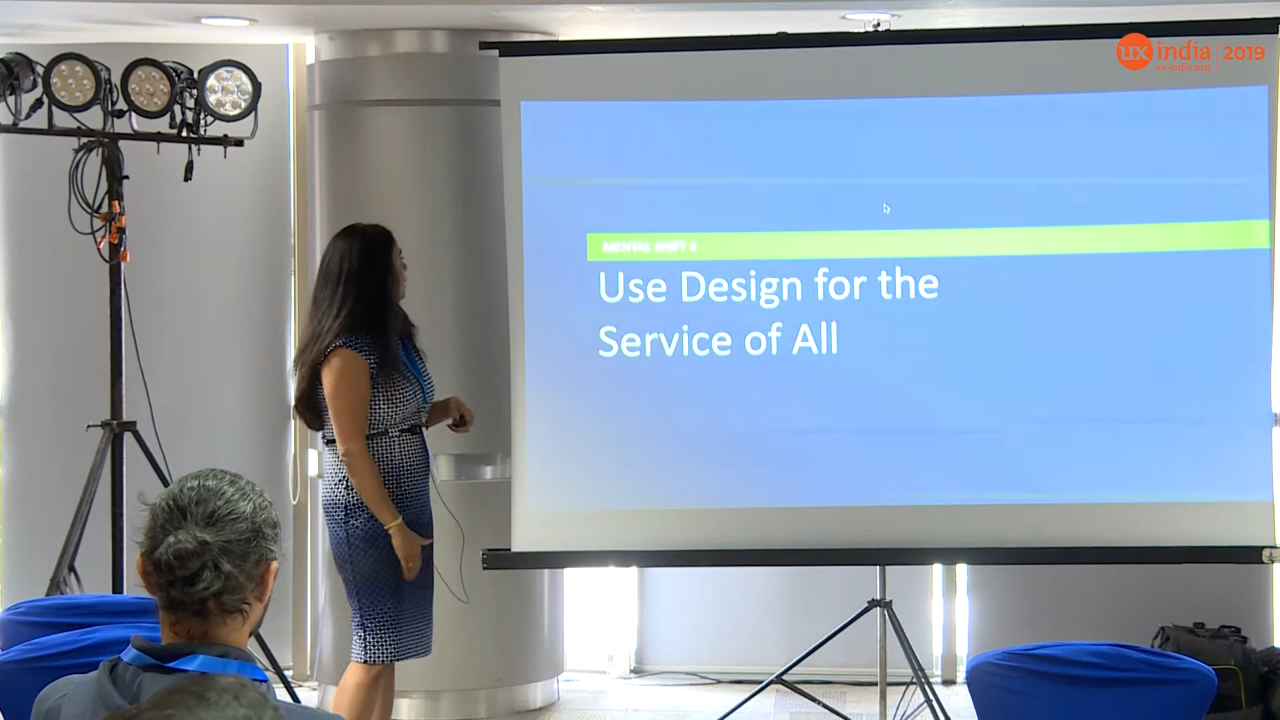 ux india | 2019
ux-india.org
MENTAL SHIFT 4
Use Design for the
Service of All